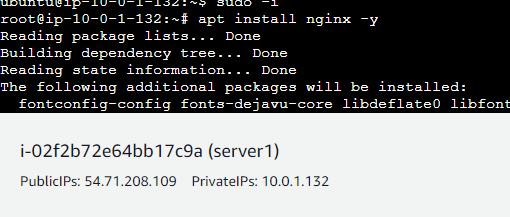 ubuntu@ip-10-0-1-132:~$ sudo -i
root@ip-10-0-1-132:~# apt install nginx -y
Reading package lists... Done
Building dependency tree... Done
Reading state information... Done
The following additional packages will be installed:
  fontconfig-config fonts-dejavu-core libdeflate0 libfont
i-02f2b72e64bb17c9a (server1)
PublicIPs: 54.71.208.109 PrivateIPs: 10.0.1.132